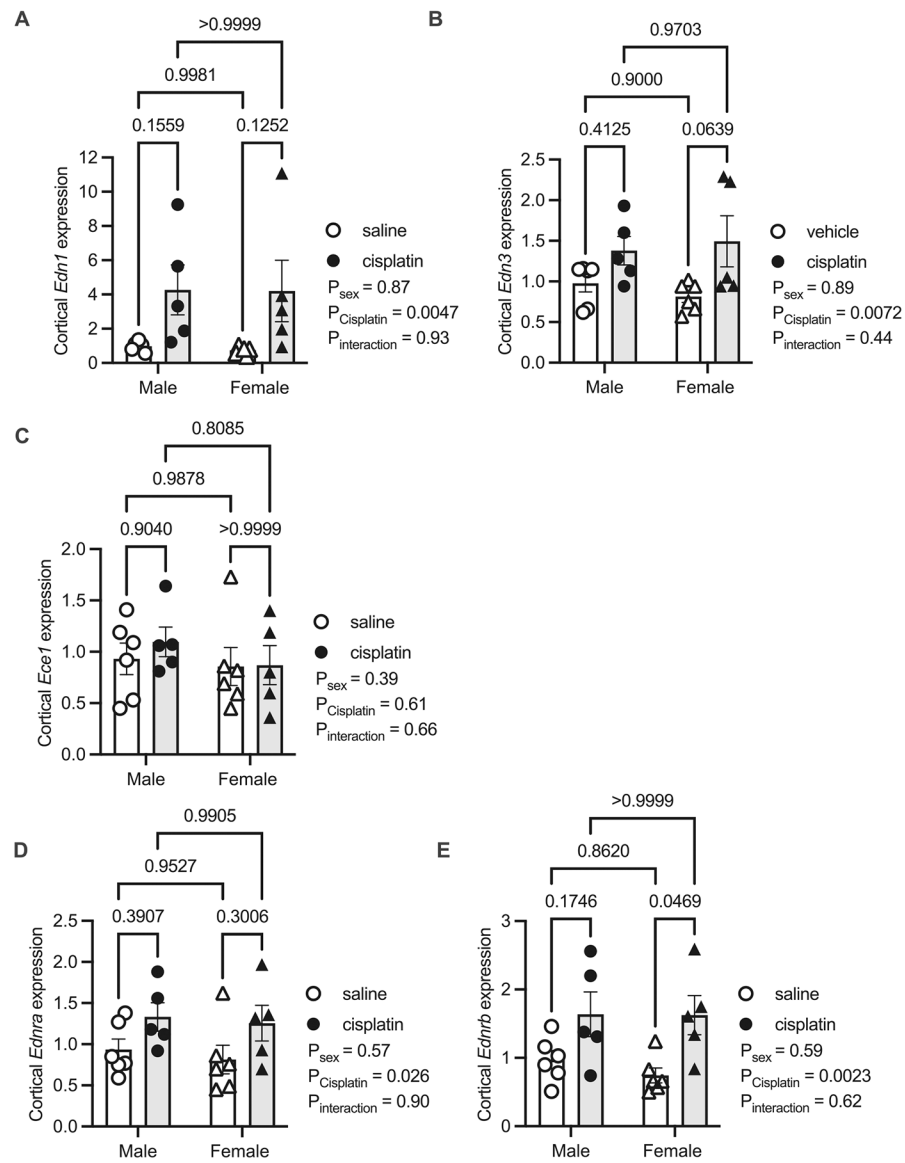 A
>0.9999
0.9981
0.1559
0.1252
12
10
8
6
4
2
0
Cortical Edn1 expression
Male
Female
saline
cisplatin
Psex = 0.87
PCisplatin = 0.0047
Pinteraction = 0.93
B
0.9703
0.9000
0.4125
0.0639
2.5
2.0
1.5
1.0
0.5
0.0
Cortical Edn3 expression
Male
Female
vehicle
cisplatin
Psex = 0.89
PCisplatin = 0.0072
Pinteraction = 0.44
C
0.8085
0.9878
0.9040
>0.9999
2.0
1.5
1.0
0.5
0.0
Cortical Ece1 expression
Male
Female
saline
cisplatin
Psex = 0.39
PCisplatin = 0.61
Pinteraction = 0.66
D
0.9905
0.9527
0.3907
0.3006
2.5
2.0
1.5
1.0
0.5
0.0
Cortical Ednra expression
Male
Female
saline
cisplatin
Psex = 0.57
PCisplatin = 0.026
Pinteraction = 0.90
E
>0.9999
0.8620
0.1746
0.0469
3
2
1
0
Cortical Ednrb expression
Male
Female
saline
cisplatin
Psex = 0.59
PCisplatin = 0.0023
Pinteraction = 0.62